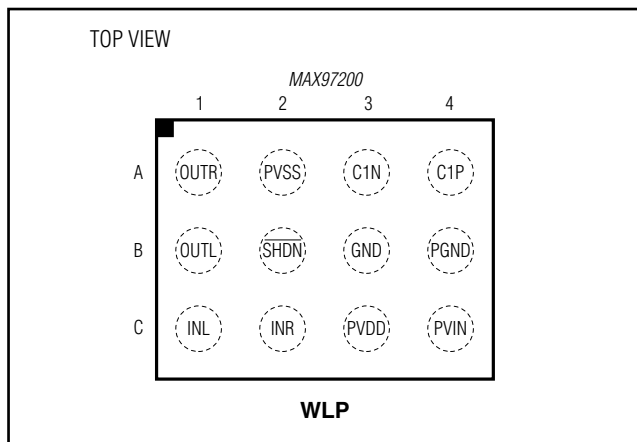 TOP VIEW
MAX97200
1 2 3 4
A OUTR PVSS C1N C1P
B OUTL SHDN GND PGND
C INL INR PVDD PVIN
WLP